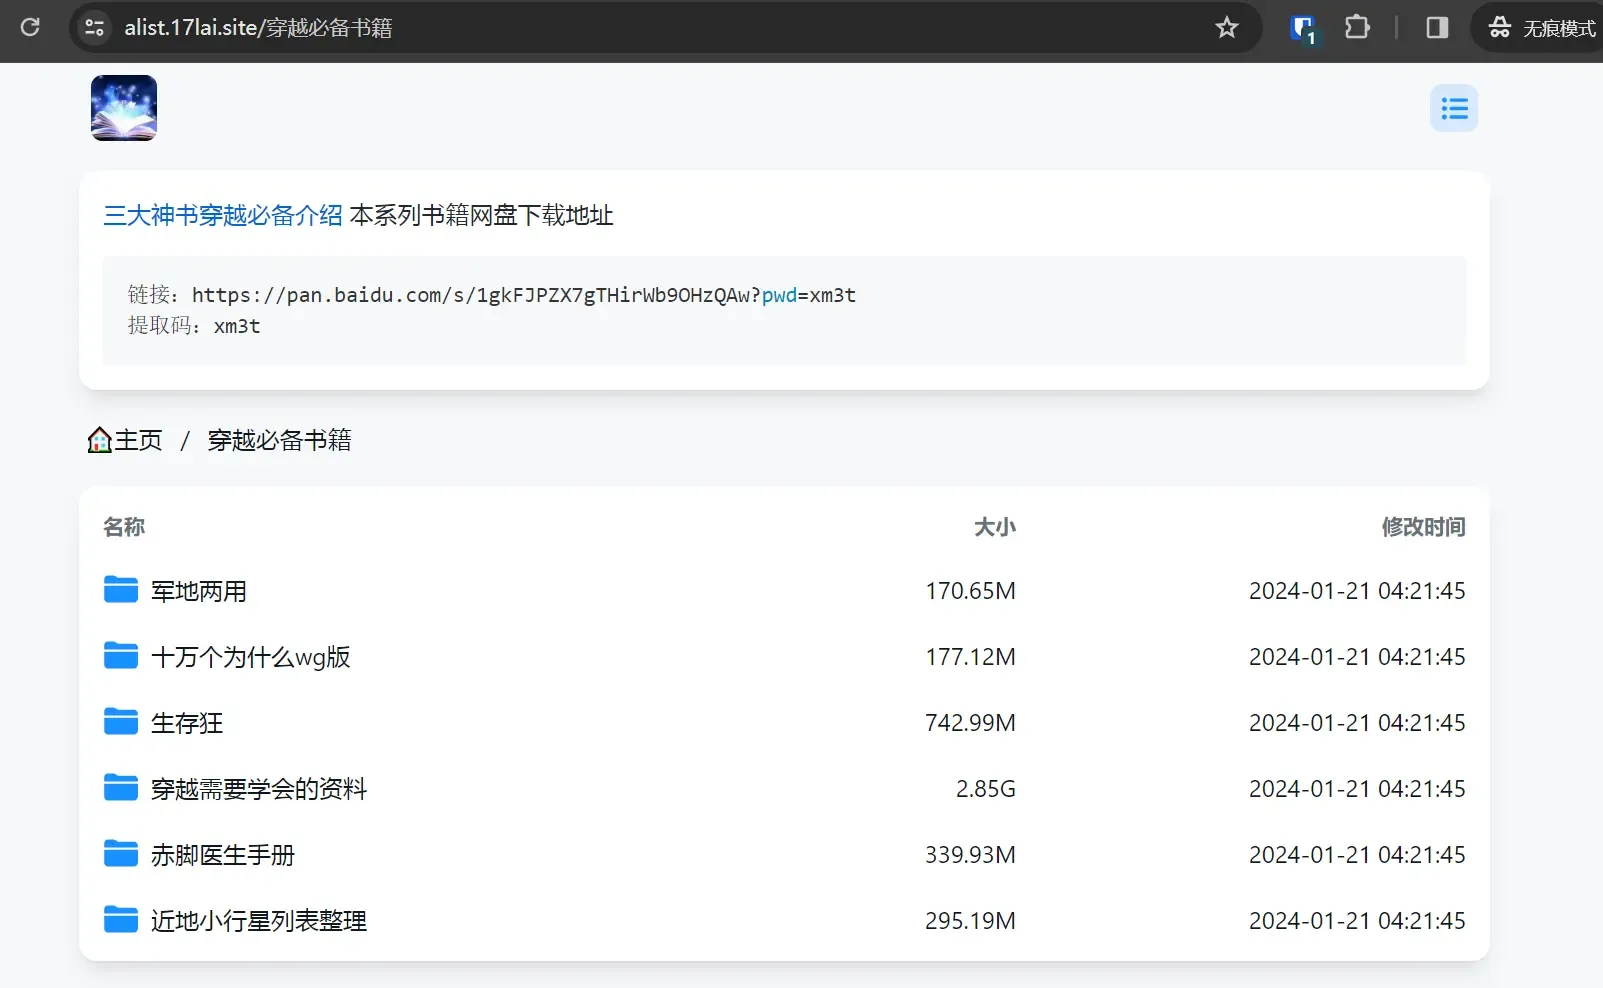 alist.17lai.site/穿越必备书籍
1
无痕模式
三大神书穿越必备介绍 本系列书籍网盘下载地址
链接：https://pan.baidu.com/s/1gkFJPZX7gTHirWb9OHzQAw?pwd=xm3t
提取码：xm3t
主页 / 穿越必备书籍
名称 大小 修改时间
军地两用 170.65M 2024-01-21 04:21:45
十万个为什么wg版 177.12M 2024-01-21 04:21:45
生存狂 742.99M 2024-01-21 04:21:45
穿越需要学会的资料 2.85G 2024-01-21 04:21:45
赤脚医生手册 339.93M 2024-01-21 04:21:45
近地小行星列表整理 295.19M 2024-01-21 04:21:45